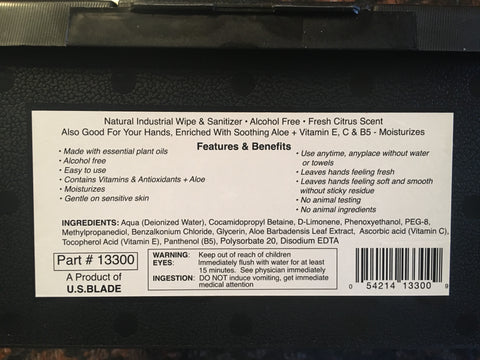 Natural Industrial Wipe & Sanitizer • Alcohol Free • Fresh Citrus Scent
Also Good For Your Hands, Enriched With Soothing Aloe + Vitamin E, C & B5 - Moisturizes
Features & Benefits
• Made with essential plant oils
• Alcohol free
• Easy to use
• Contains Vitamins & Antioxidants + Aloe
• Moisturizes
• Gentle on sensitive skin
• Use anytime, anyplace without water
or towels
• Leaves hands feeling fresh
• Leaves hands feeling soft and smooth
without sticky residue
• No animal testing
• No animal ingredients
INGREDIENTS: Aqua (Deionized Water), Cocamidopropyl Betaine, D-Limonene, Phenoxyethanol, PEG-8,
Methylpropanediol, Benzalkonium Chloride, Glycerin, Aloe Barbadensis Leaf Extract, Ascorbic acid (Vitamin C),
Tocopherol Acid (Vitamin E), Panthenol (B5), Polysorbate 20, Disodium EDTA
Part # 13300
A Product of
U.S.BLADE
WARNING: Keep out of reach of children
EYES: Immediately flush with water for at least
15 minutes. See physician immediately
INGESTION: DO NOT induce vomiting, get immediate
medical attention
0 54214 13300 9